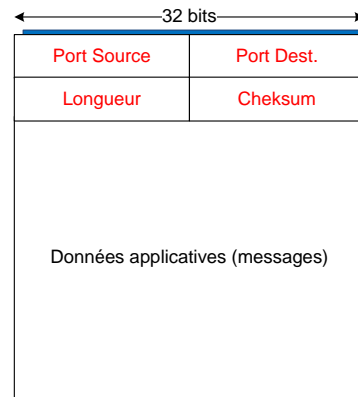 32 bits
Port Source Port Dest.
Longueur Cheksum
Données applicatives (messages)